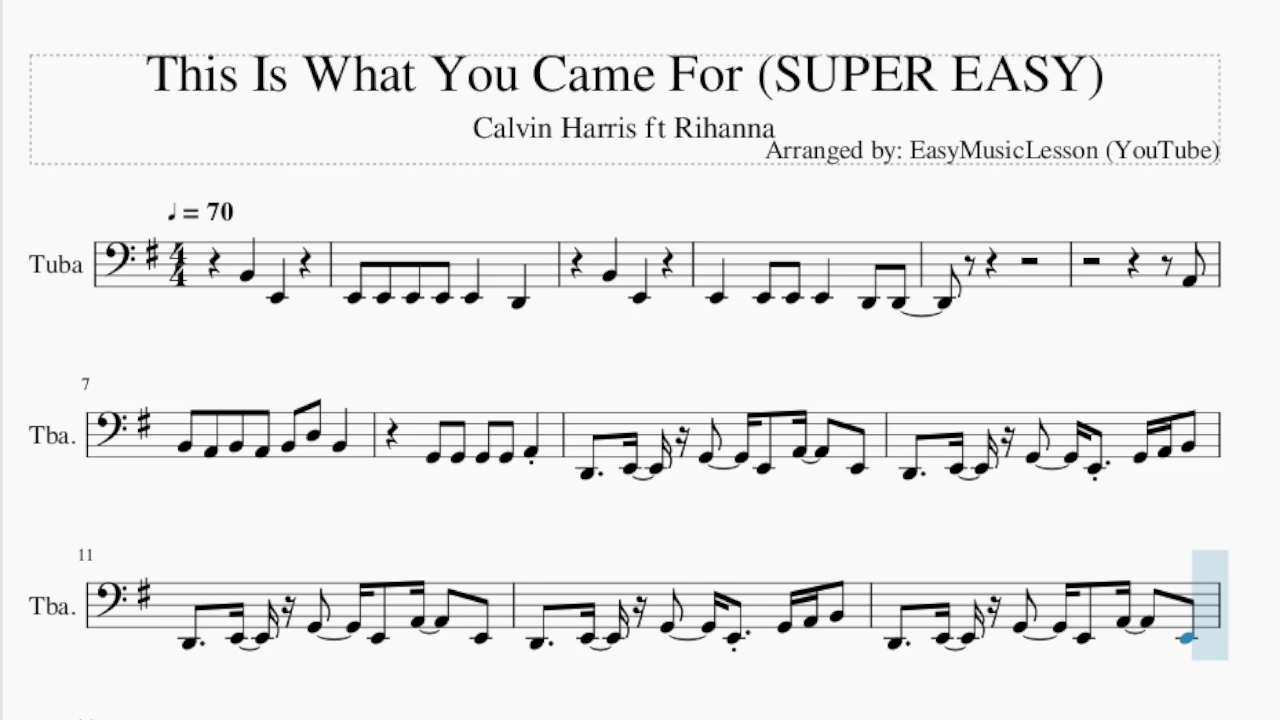 This Is What You Came For (SUPER EASY)
Calvin Harris ft Rihanna
Arranged by: EasyMusicLesson (YouTube)
♩ = 70
Tuba
4
4
7
Tba.
11
Tba.